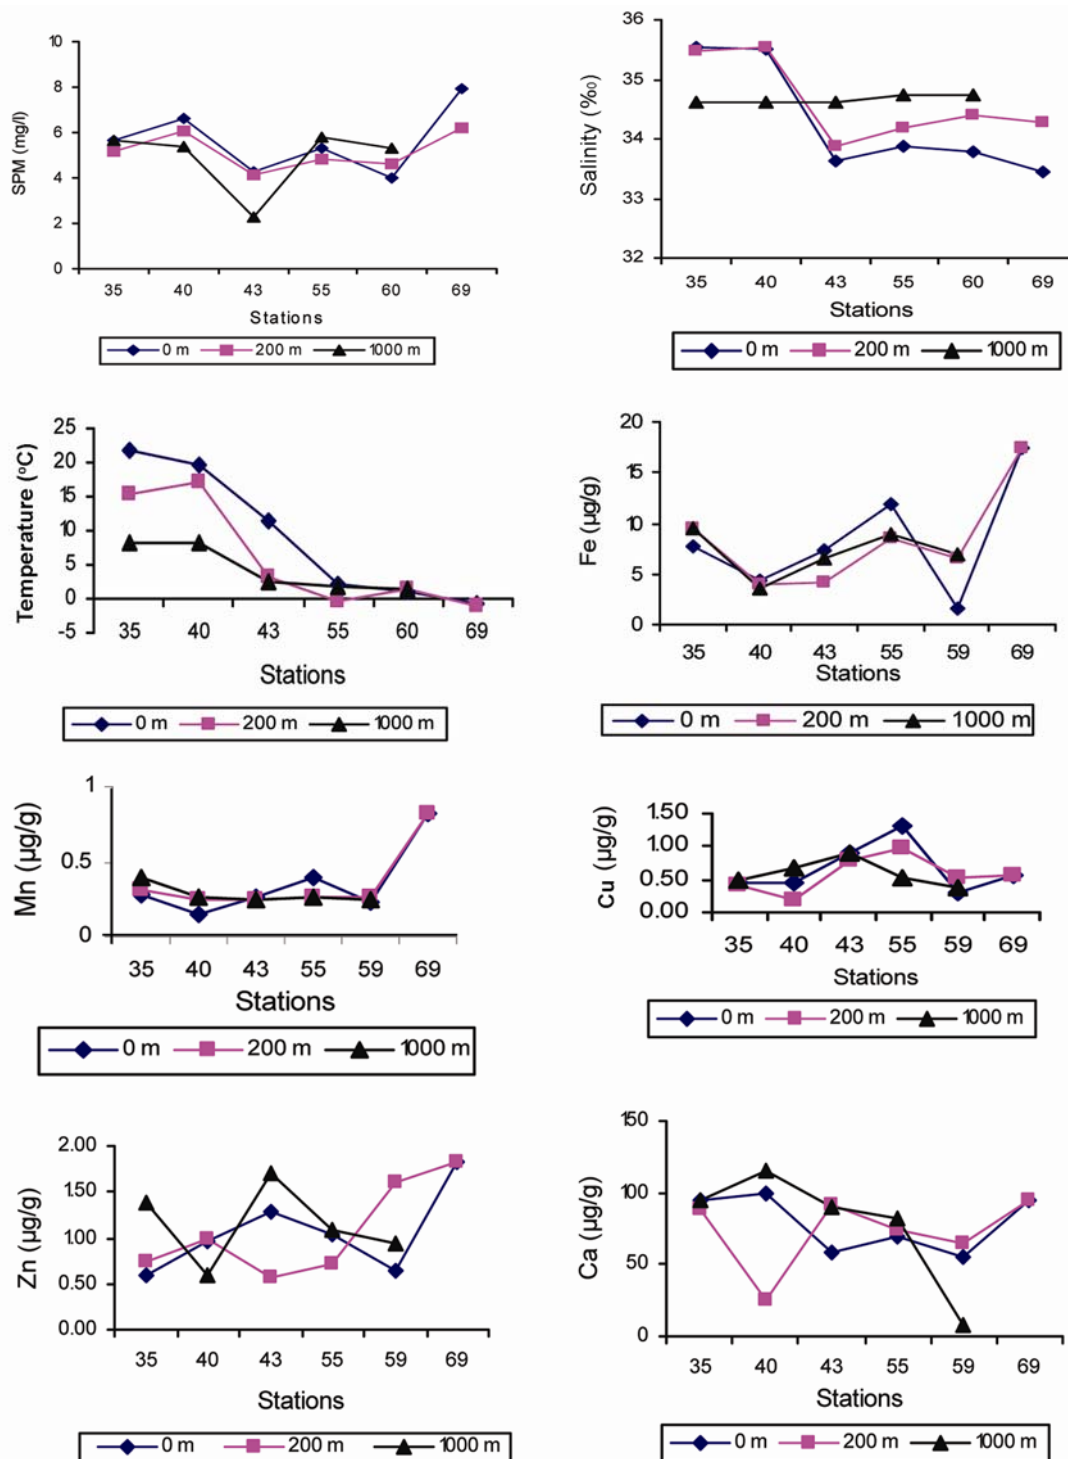 10
8
6
4
2
0
SPM (mg/l)
35 40 43 55 60 69
Stations
0 m 200 m 1000 m
36
35
34
33
32
Salinity (‰)
35 40 43 55 60 69
Stations
0 m 200 m 1000 m
25
20
15
10
5
0
-5
Temperature (°C)
35 40 43 55 60 69
Stations
0 m 200 m 1000 m
20
15
10
5
0
Fe (µg/g)
35 40 43 55 59 69
Stations
0 m 200 m 1000 m
1
0.5
0
Mn (µg/g)
35 40 43 55 59 69
Stations
0 m 200 m 1000 m
1.50
1.00
0.50
0.00
Cu (µg/g)
35 40 43 55 59 69
Stations
0 m 200 m 1000 m
2.00
1.50
1.00
0.50
0.00
Zn (µg/g)
35 40 43 55 59 69
Stations
0 m 200 m 1000 m
150
100
50
0
Ca (µg/g)
35 40 43 55 59 69
Stations
0 m 200 m 1000 m